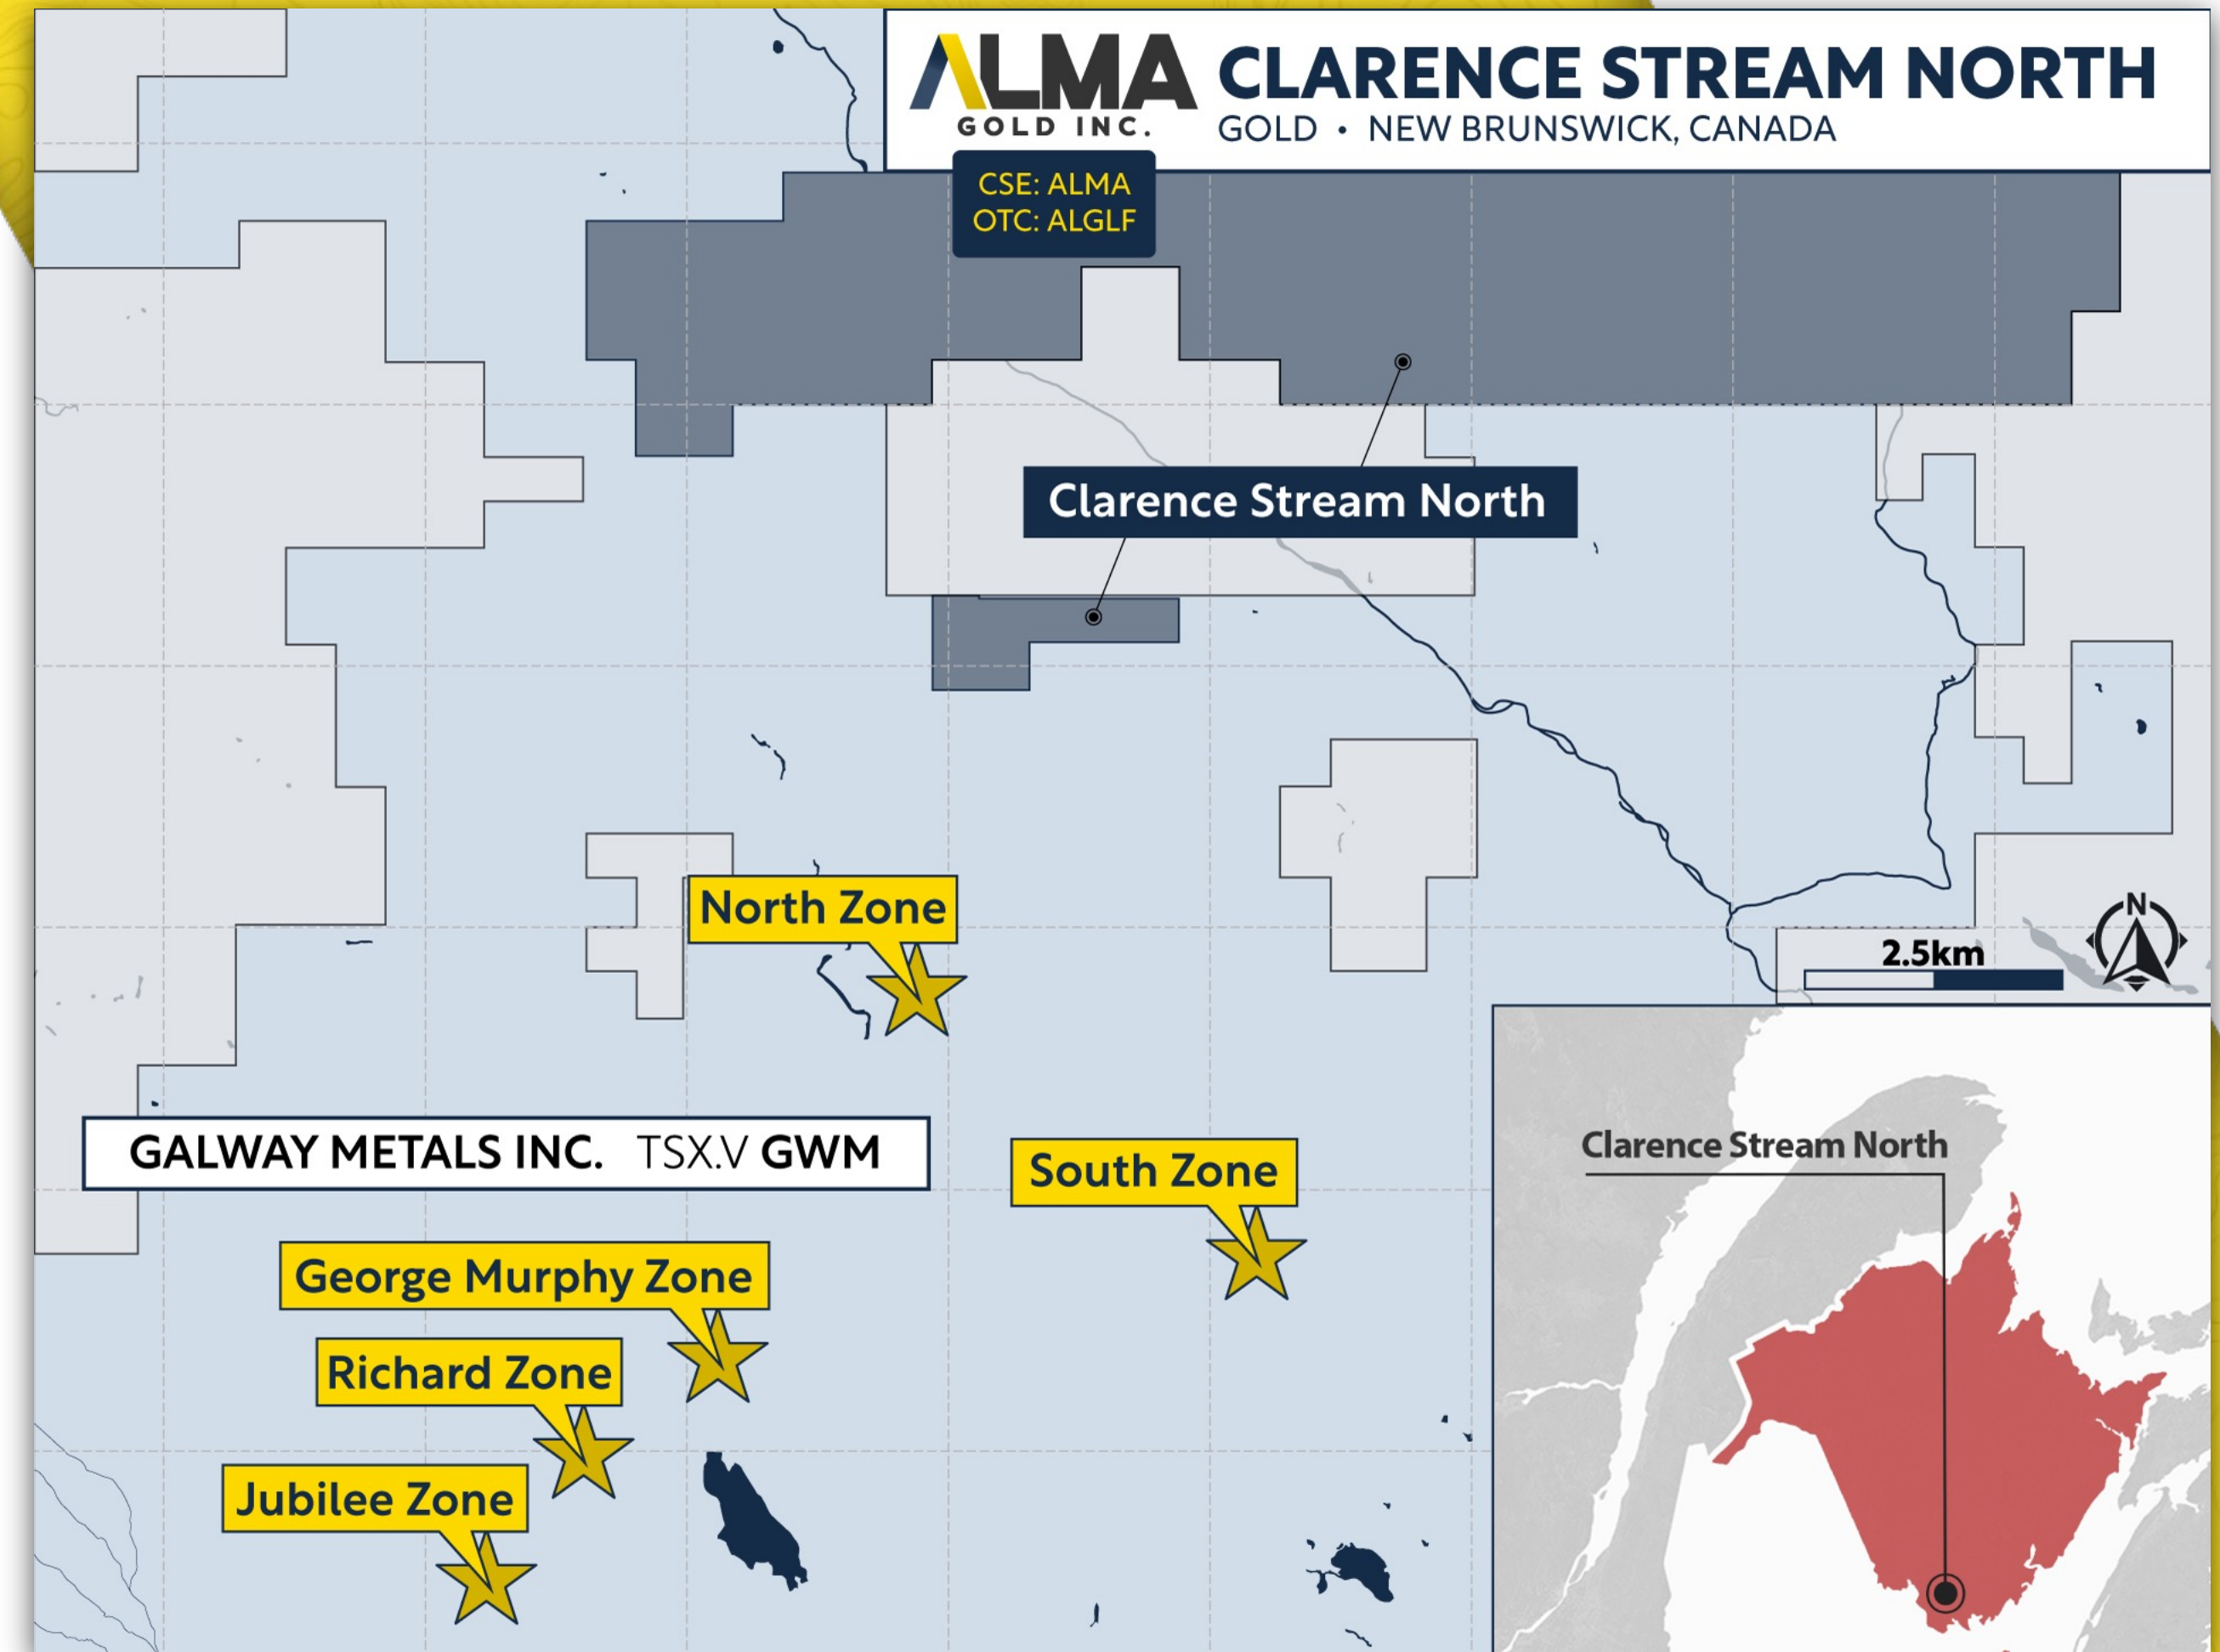 ALMA
GOLD INC.
CLARENCE STREAM NORTH
GOLD • NEW BRUNSWICK, CANADA
CSE: ALMA
OTC: ALGLF
Clarence Stream North
North Zone
2.5km
N
GALWAY METALS INC. TSX.V GWM
South Zone
Clarence Stream North
George Murphy Zone
Richard Zone
Jubilee Zone